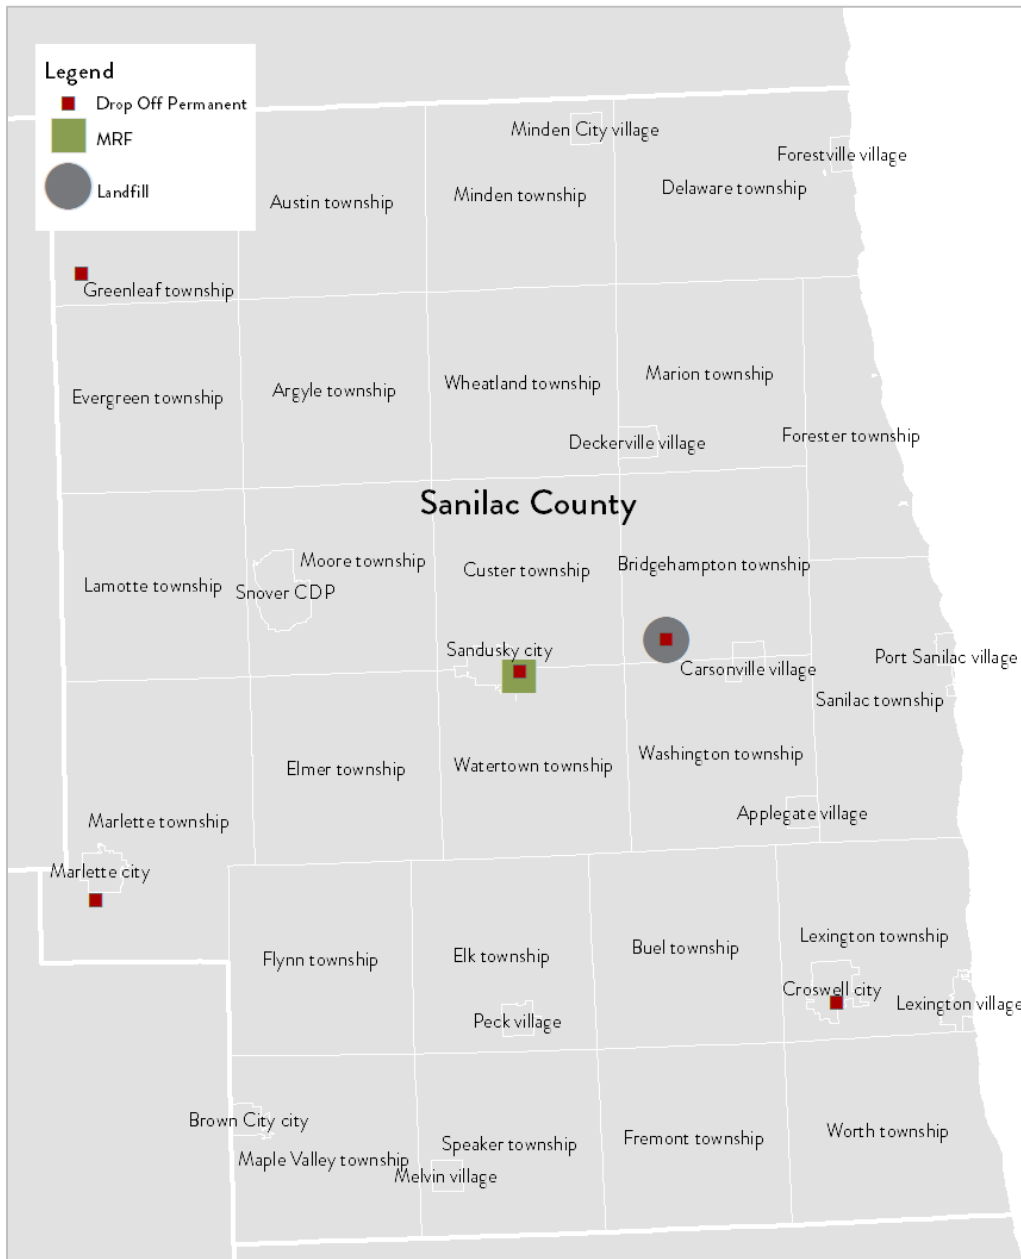 Legend
Drop Off Permanent
MRF
Landfill
Minden City village
Forestville village
Austin township
Minden township
Delaware township
Greenleaf township
Evergreen township
Argyle township
Wheatland township
Marion township
Deckerville village
Forester township
Sanilac County
Lamotte township
Moore township
Snover CDP
Custer township
Bridgehampton township
Sandusky city
Carsonville village
Port Sanilac village
Sanilac township
Elmer township
Watertown township
Washington township
Applegate village
Marlette township
Marlette city
Flynn township
Elk township
Buel township
Lexington township
Croswell city
Lexington village
Peck village
Brown City city
Maple Valley township
Speaker township
Melvin village
Fremont township
Worth township